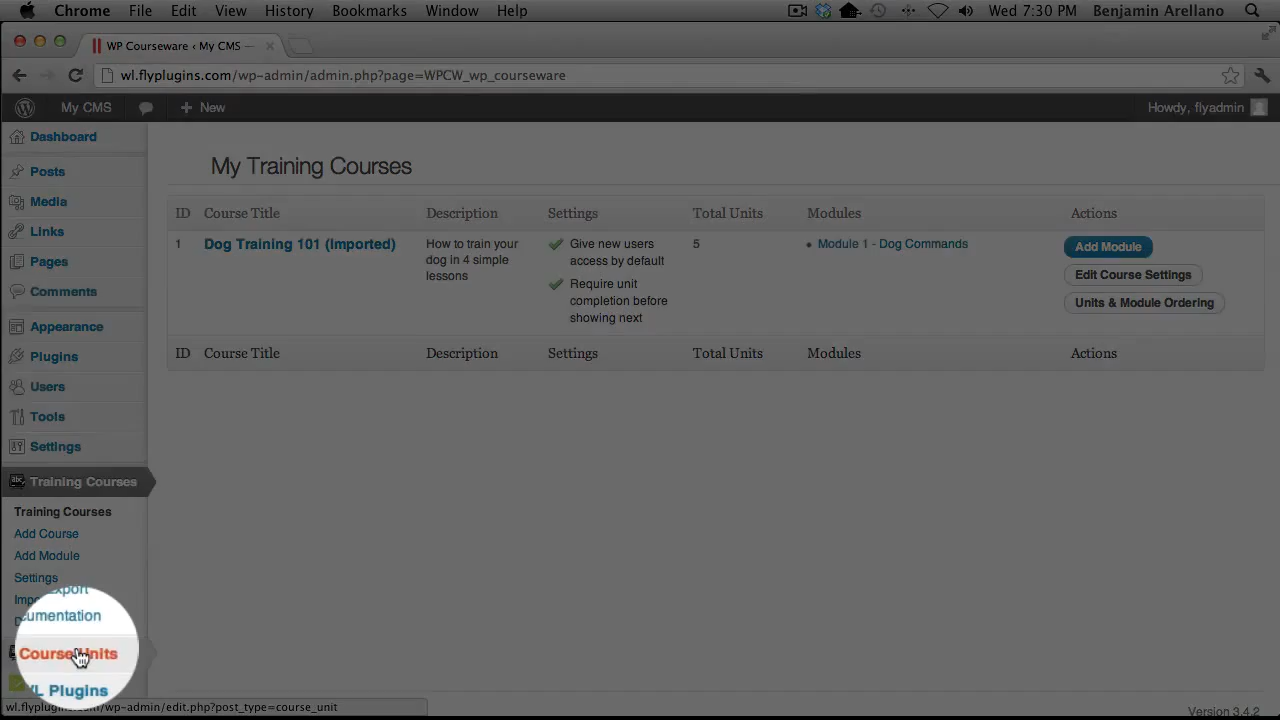 Chrome File Edit View History Bookmarks Window Help Wed 7:30 PM Benjamin Arellano
WP Courseware ‹ My CMS —
wl.flyplugins.com/wp-admin/admin.php?page=WPCW_wp_courseware
My CMS + New Howdy, flyadmin
Dashboard
Posts
Media
Links
Pages
Comments
Appearance
Plugins
Users
Tools
Settings
Training Courses
Training Courses
Add Course
Add Module
Settings
Export
umentation
Course Units
Plugins
My Training Courses
ID Course Title Description Settings Total Units Modules Actions
1 Dog Training 101 (Imported) How to train your Give new users 5 • Module 1 - Dog Commands Add Module
dog in 4 simple access by default
lessons Edit Course Settings
Require unit
completion before Units & Module Ordering
showing next
ID Course Title Description Settings Total Units Modules Actions
wl.flyplugins.com/wp-admin/edit.php?post_type=course_unit
Version 3.4.2